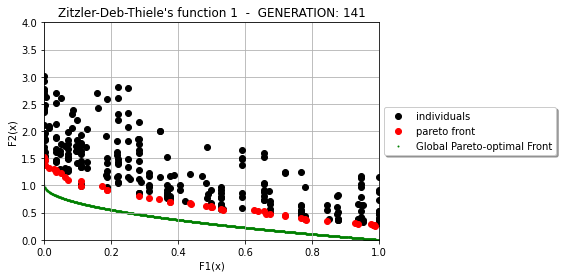 Zitzler-Deb-Thiele's function 1 - GENERATION: 141
4.0
3.5
3.0
2.5
2.0
1.5
1.0
0.5
0.0
F2(x)
0.0 0.2 0.4 0.6 0.8 1.0
F1(x)
individuals
pareto front
Global Pareto-optimal Front